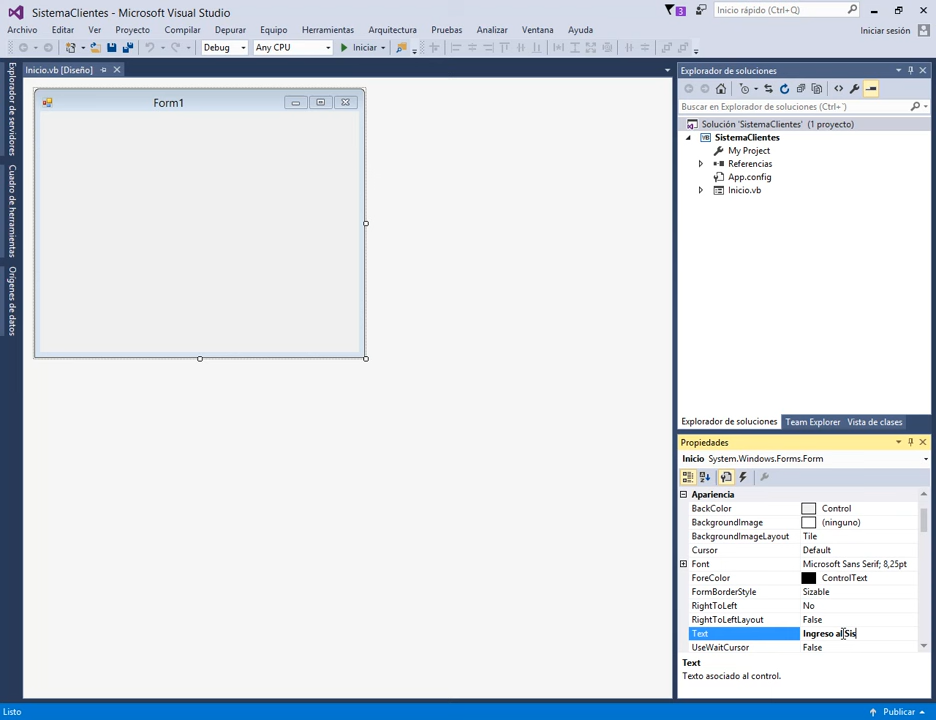 SistemaClientes - Microsoft Visual Studio
3
Inicio rápido (Ctrl+Q)
Archivo Editar Ver Proyecto Compilar Depurar Equipo Herramientas Arquitectura Pruebas Analizar Ventana Ayuda
Iniciar sesión
Debug Any CPU Iniciar
Explorador de servidores
Cuadro de herramientas
Orígenes de datos
Inicio.vb [Diseño]
Form1
Explorador de soluciones
Buscar en Explorador de soluciones (Ctrl+¨)
Solución 'SistemaClientes' (1 proyecto)
VB SistemaClientes
My Project
Referencias
App.config
Inicio.vb
Explorador de soluciones Team Explorer Vista de clases
Propiedades
Inicio System.Windows.Forms.Form
Apariencia
BackColor Control
BackgroundImage (ninguno)
BackgroundImageLayout Tile
Cursor Default
Font Microsoft Sans Serif; 8,25pt
ForeColor ControlText
FormBorderStyle Sizable
RightToLeft No
RightToLeftLayout False
Text Ingreso al Sis
UseWaitCursor False
Text
Texto asociado al control.
Listo
Publicar